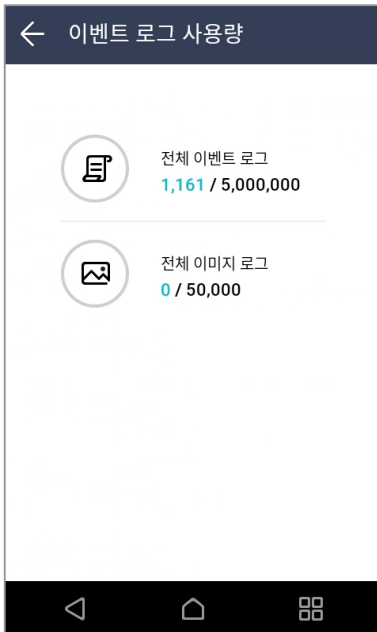 이벤트 로그 사용량
전체 이벤트 로그
1,161 / 5,000,000
전체 이미지 로그
0 / 50,000